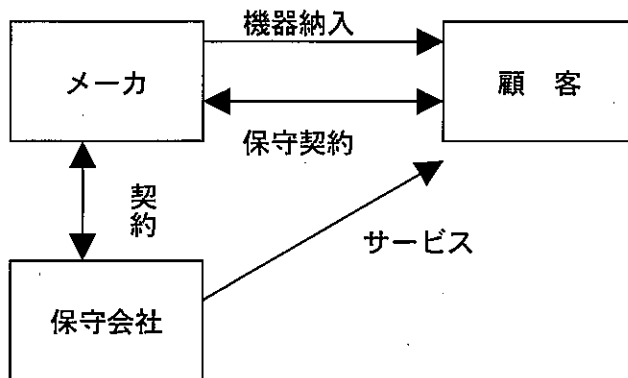 機器納入
メーカ
顧 客
保守契約
契約
サービス
保守会社